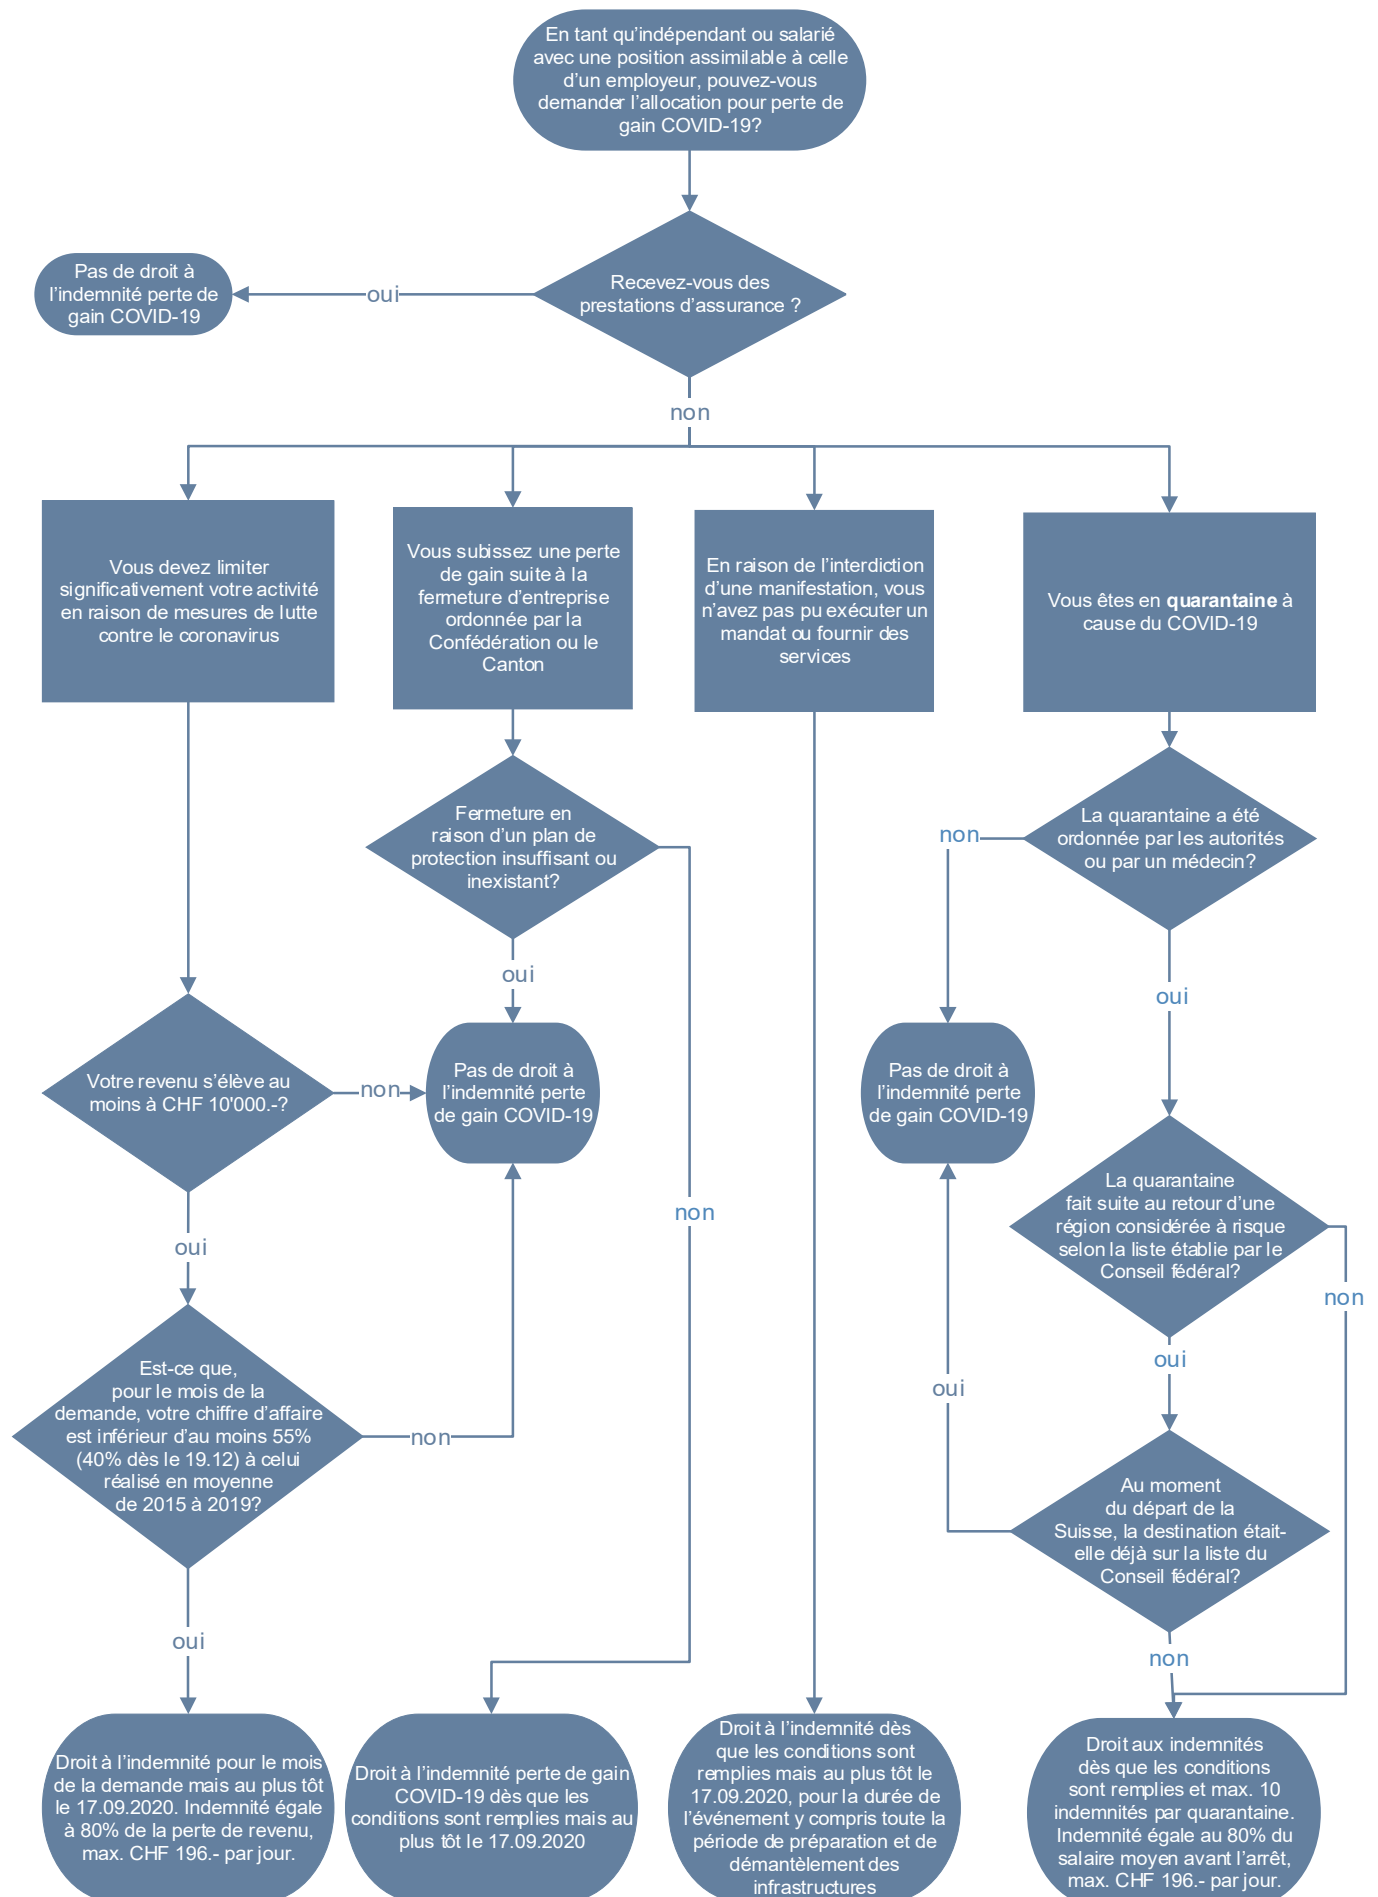 En tant qu'indépendant ou salarié
avec une position assimilable à celle
d'un employeur, pouvez-vous
demander l'allocation pour perte de
gain COVID-19?
Recevez-vous des
prestations d'assurance ?
oui
Pas de droit à
l'indemnité perte de
gain COVID-19
non
Vous devez limiter
significativement votre activité
en raison de mesures de lutte
contre le coronavirus
Vous subissez une perte
de gain suite à la
fermeture d'entreprise
ordonnée par la
Confédération ou le
Canton
En raison de l'interdiction
d'une manifestation, vous
n'avez pas pu exécuter un
mandat ou fournir des
services
Vous êtes en quarantaine à
cause du COVID-19
Fermeture en
raison d'un plan de
protection insuffisant ou
inexistant?
La quarantaine a été
ordonnée par les autorités
ou par un médecin?
non
oui
oui
Votre revenu s'élève au
moins à CHF 10'000.-?
non
Pas de droit à
l'indemnité perte
de gain COVID-19
Pas de droit à
l'indemnité perte
de gain COVID-19
La quarantaine
fait suite au retour d'une
région considérée à risque
selon la liste établie par le
Conseil fédéral?
non
oui
non
oui
oui
Est-ce que,
pour le mois de la
demande, votre chiffre d'affaire
est inférieur d'au moins 55%
(40% dès le 19.12) à celui
réalisé en moyenne
de 2015 à 2019?
non
Au moment
du départ de la
Suisse, la destination était-
elle déjà sur la liste du
Conseil fédéral?
oui
non
Droit à l'indemnité pour le mois
de la demande mais au plus tôt
le 17.09.2020. Indemnité égale
à 80% de la perte de revenu,
max. CHF 196.- par jour.
Droit à l'indemnité perte de gain
COVID-19 dès que les
conditions sont remplies mais au
plus tôt le 17.09.2020
Droit à l'indemnité dès
que les conditions sont
remplies mais au plus tôt le
17.09.2020, pour la durée de
l'événement y compris toute la
période de préparation et de
démantèlement des
infrastructures
Droit aux indemnités
dès que les conditions
sont remplies et max. 10
indemnités par quarantaine.
Indemnité égale au 80% du
salaire moyen avant l'arrêt,
max. CHF 196.- par jour.